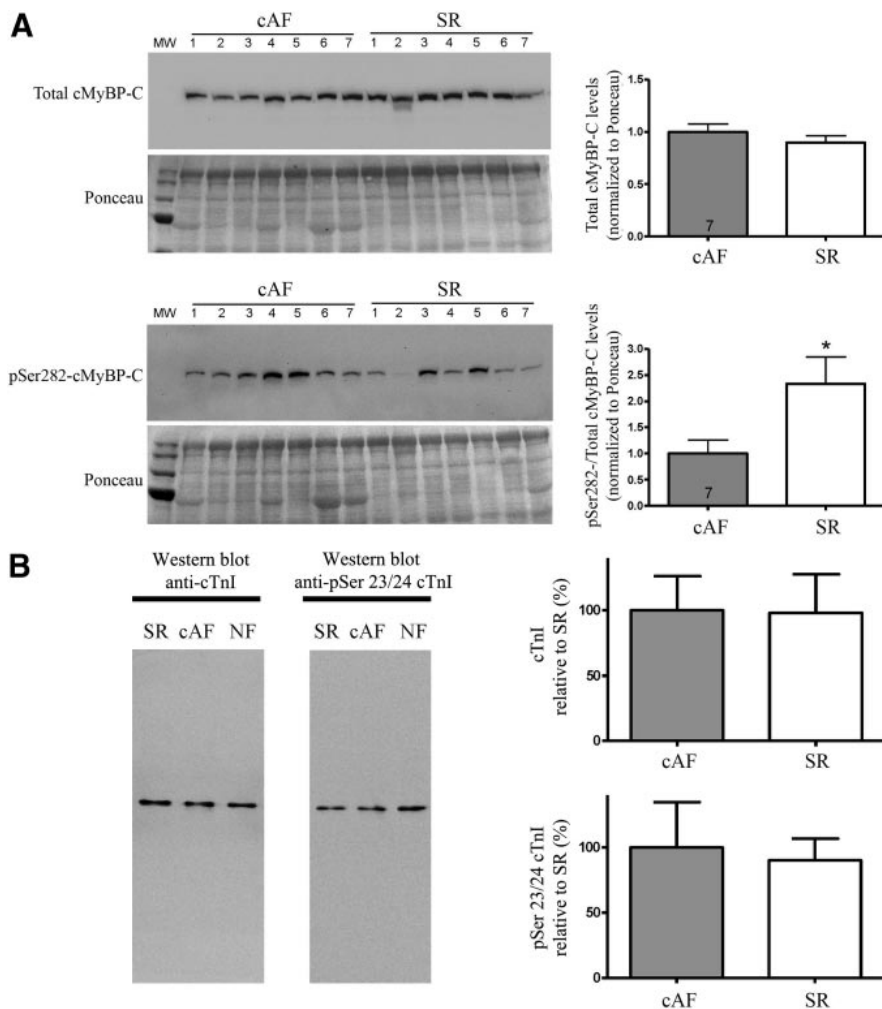 A
cAF SR
MW 1 2 3 4 5 6 7 1 2 3 4 5 6 7
Total cMyBP-C
Ponceau
Total cMyBP-C levels
(normalized to Ponceau)
1.5
1.0
0.5
0.0
7
cAF SR
cAF SR
MW 1 2 3 4 5 6 7 1 2 3 4 5 6 7
pSer282-cMyBP-C
Ponceau
pSer282-/Total cMyBP-C levels
(normalized to Ponceau)
3.0
2.5
2.0
1.5
1.0
0.5
0.0
*
7
cAF SR
B
Western blot
anti-cTnI
SR cAF NF
Western blot
anti-pSer 23/24 cTnI
SR cAF NF
cTnI
relative to SR (%)
100
50
0
cAF SR
pSer 23/24 cTnI
relative to SR (%)
100
50
0
cAF SR